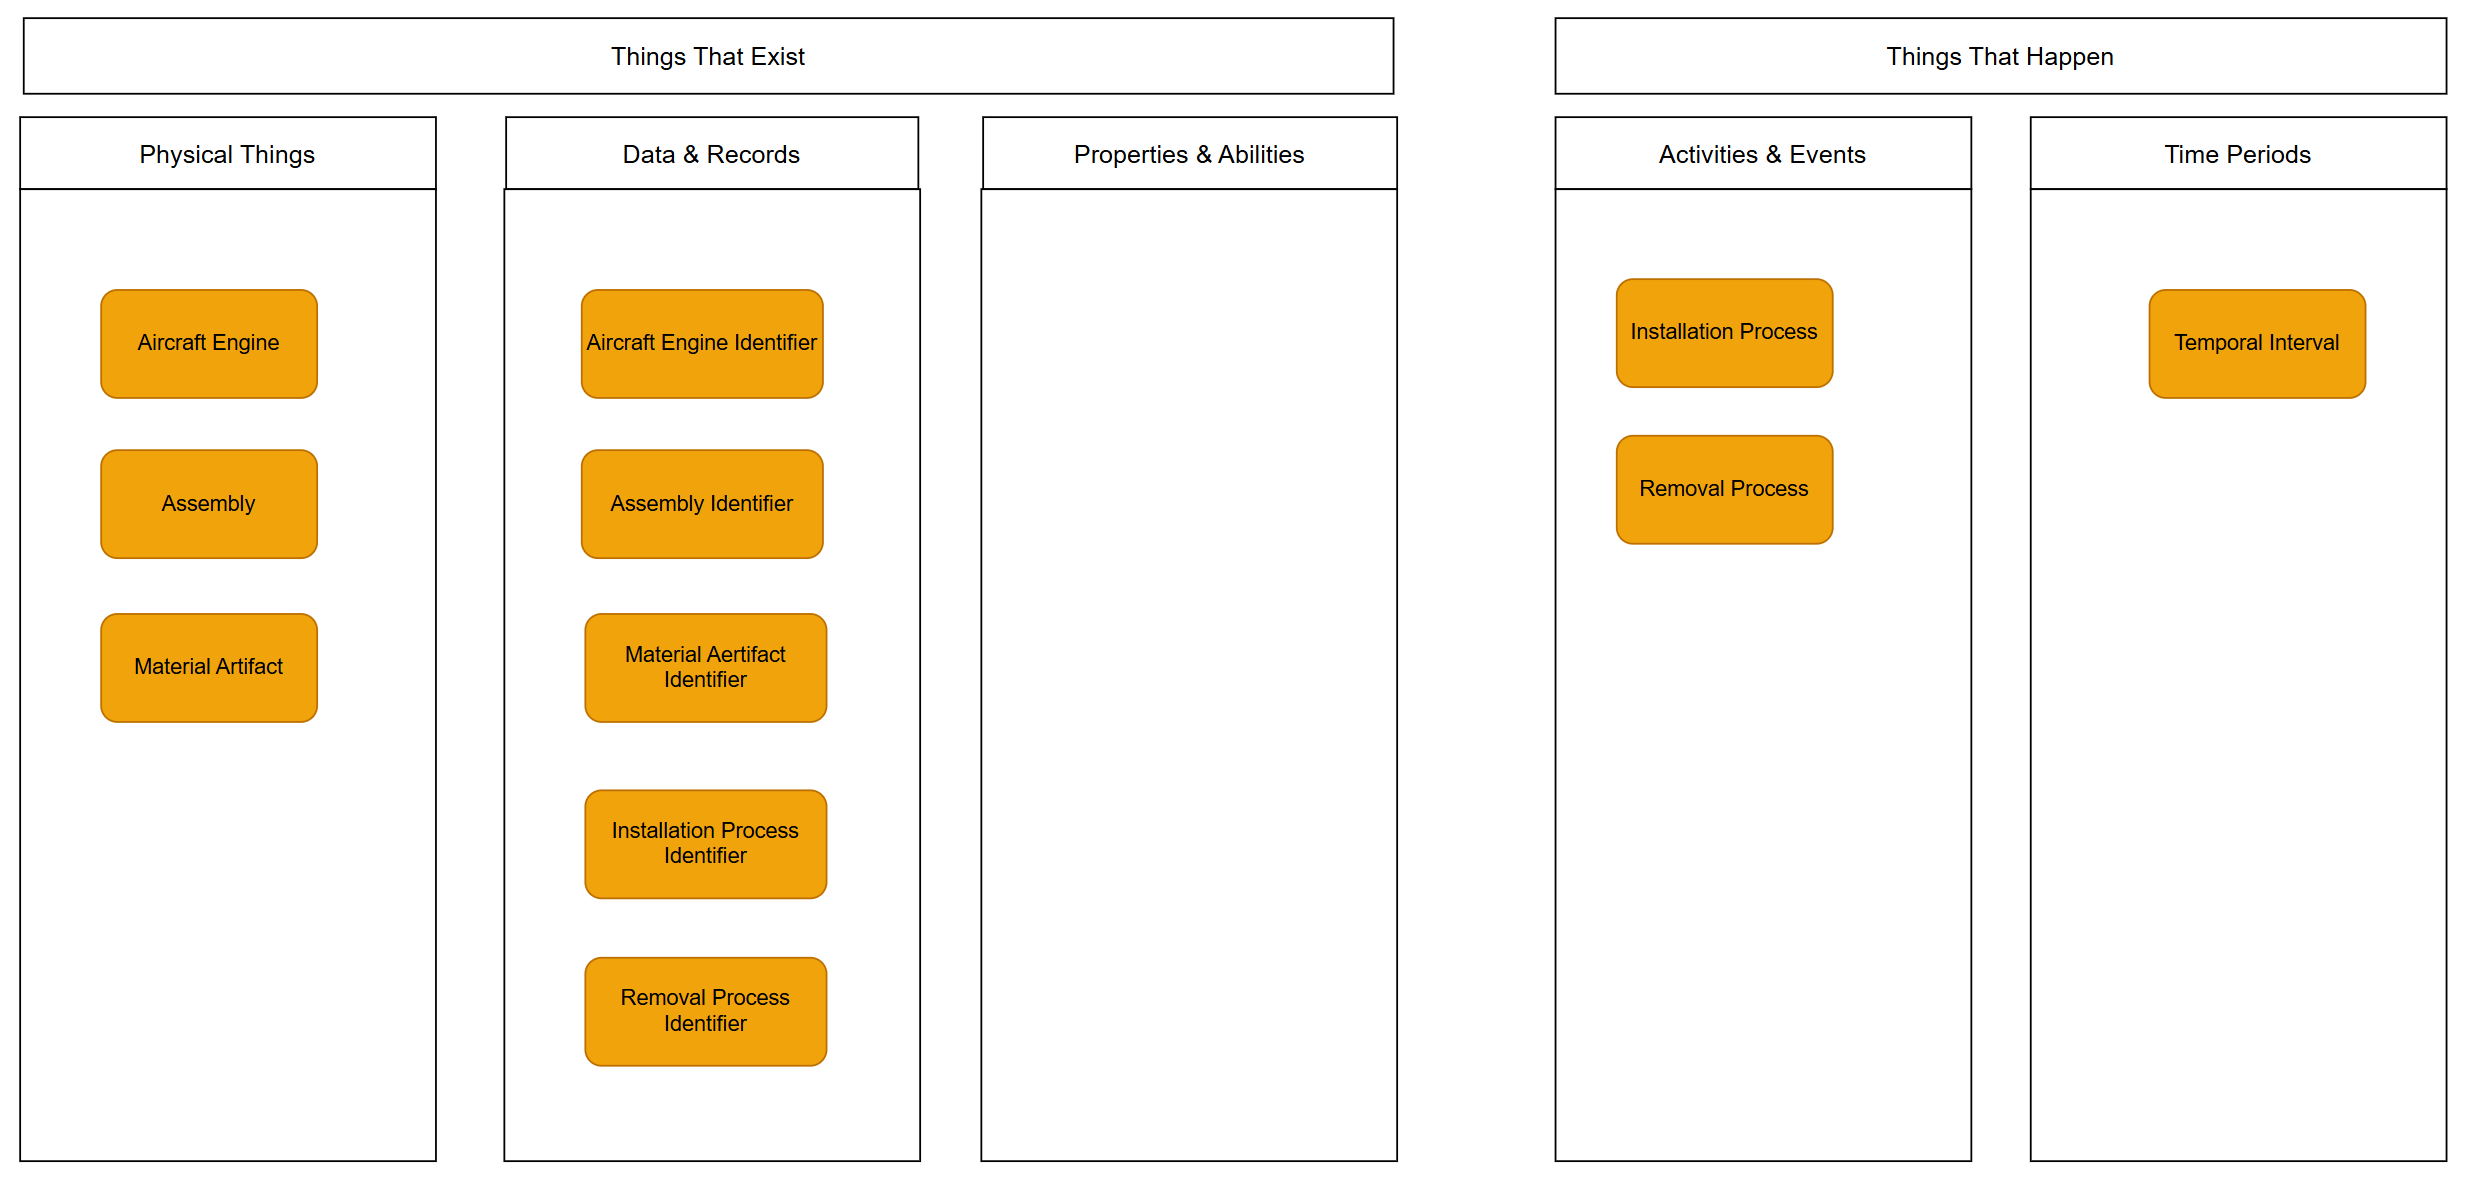 Things That Exist
Things That Happen
Physical Things
Data & Records
Properties & Abilities
Activities & Events
Time Periods
Aircraft Engine
Assembly
Material Artifact
Aircraft Engine Identifier
Assembly Identifier
Material Aertifact
Identifier
Installation Process
Identifier
Removal Process
Identifier
Installation Process
Removal Process
Temporal Interval